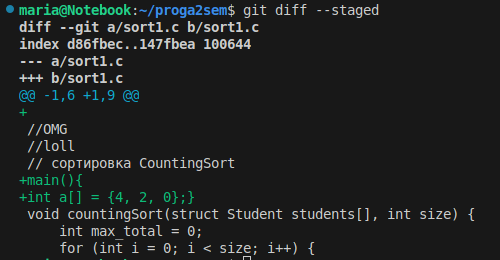 maria@Notebook:~/proga2sem$ git diff --staged
diff --git a/sort1.c b/sort1.c
index d86fbec..147fbea 100644
--- a/sort1.c
+++ b/sort1.c
@@ -1,6 +1,9 @@
+
 //OMG
 //loll
 // сортировка CountingSort
+main(){
+int a[] = {4, 2, 0};}
 void countingSort(struct Student students[], int size) {
     int max_total = 0;
     for (int i = 0; i < size; i++) {